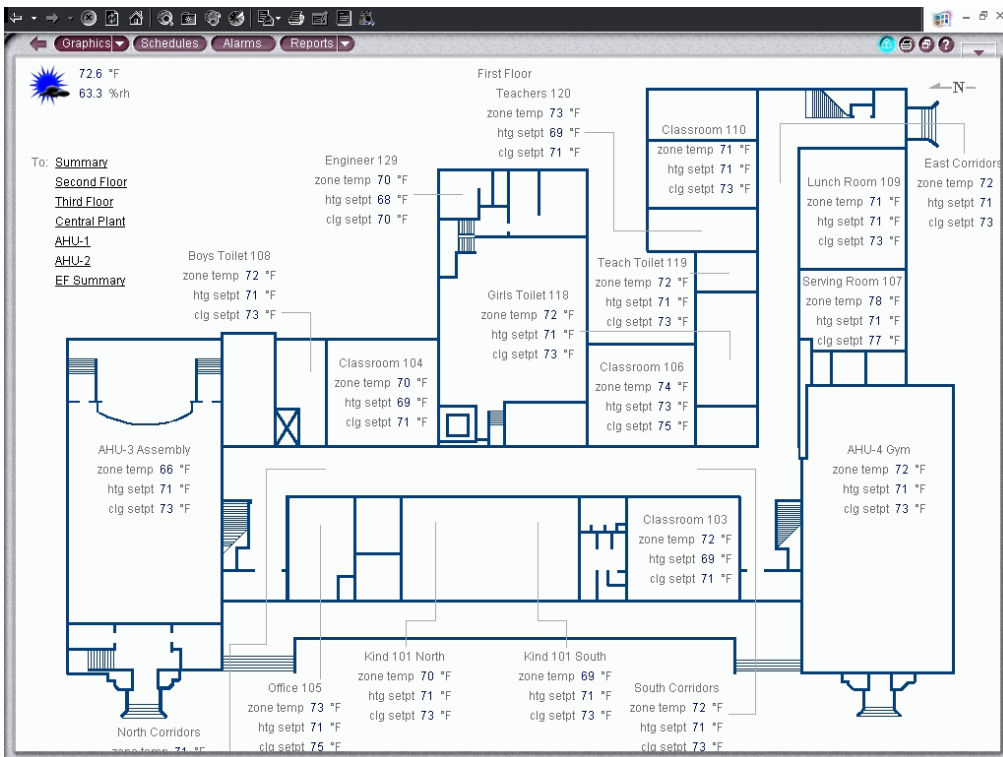 Graphics
Schedules
Alarms
Reports
72.6 °F
63.3 %rh
N
To: Summary
Second Floor
Third Floor
Central Plant
AHU-1
AHU-2
EF Summary
First Floor
Teachers 120
zone temp 73 °F
htg setpt 69 °F
clg setpt 71 °F
Classroom 110
zone temp 71 °F
htg setpt 71 °F
clg setpt 73 °F
East Corridors
zone temp 72
htg setpt 71
clg setpt 73
Engineer 129
zone temp 70 °F
htg setpt 68 °F
clg setpt 70 °F
Lunch Room 109
zone temp 71 °F
htg setpt 71 °F
clg setpt 73 °F
Boys Toilet 108
zone temp 72 °F
htg setpt 71 °F
clg setpt 73 °F
Teach Toilet 119
zone temp 72 °F
htg setpt 71 °F
clg setpt 73 °F
Serving Room 107
zone temp 78 °F
htg setpt 71 °F
clg setpt 77 °F
Girls Toilet 118
zone temp 72 °F
htg setpt 71 °F
clg setpt 73 °F
Classroom 104
zone temp 70 °F
htg setpt 69 °F
clg setpt 71 °F
Classroom 106
zone temp 74 °F
htg setpt 73 °F
clg setpt 75 °F
AHU-3 Assembly
zone temp 66 °F
htg setpt 71 °F
clg setpt 73 °F
AHU-4 Gym
zone temp 72 °F
htg setpt 71 °F
clg setpt 73 °F
Classroom 103
zone temp 72 °F
htg setpt 69 °F
clg setpt 71 °F
Kind 101 North
zone temp 70 °F
htg setpt 71 °F
clg setpt 73 °F
Kind 101 South
zone temp 69 °F
htg setpt 71 °F
clg setpt 73 °F
Office 105
zone temp 73 °F
htg setpt 71 °F
clg setpt 75 °F
South Corridors
zone temp 72 °F
htg setpt 71 °F
clg setpt 73 °F
North Corridors
zone temp 71 °F